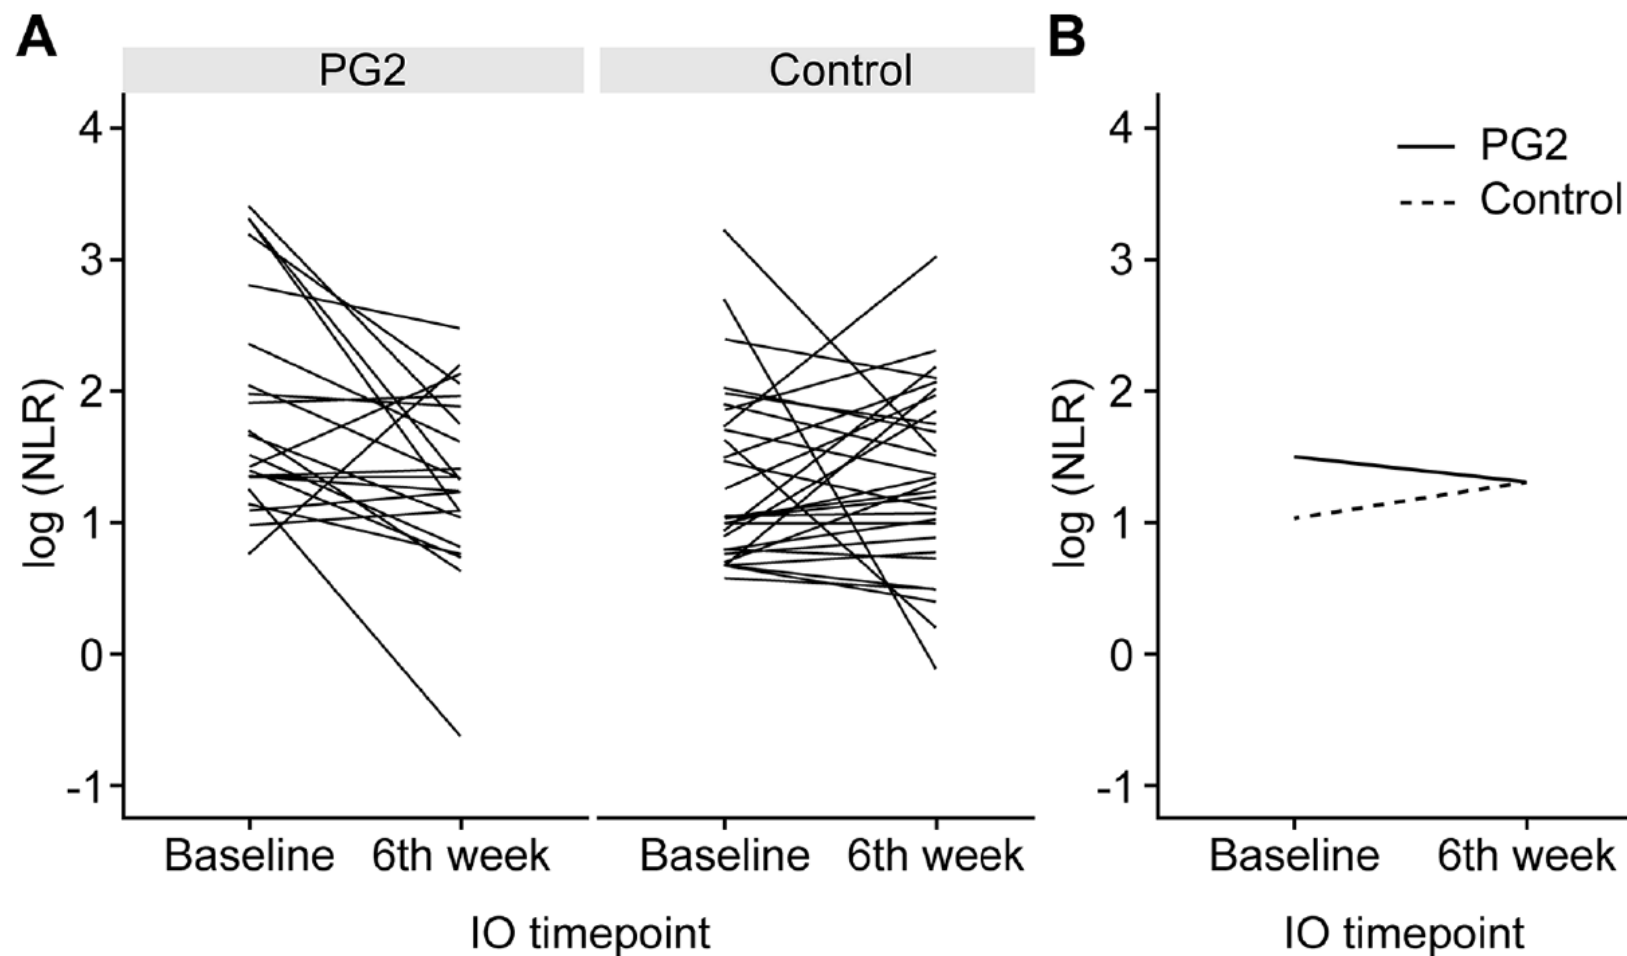 A
B
PG2
Control
4
3
2
1
0
-1
log (NLR)
Baseline
6th week
Baseline
6th week
IO timepoint
4
3
2
1
0
-1
log (NLR)
PG2
Control
Baseline
6th week
IO timepoint